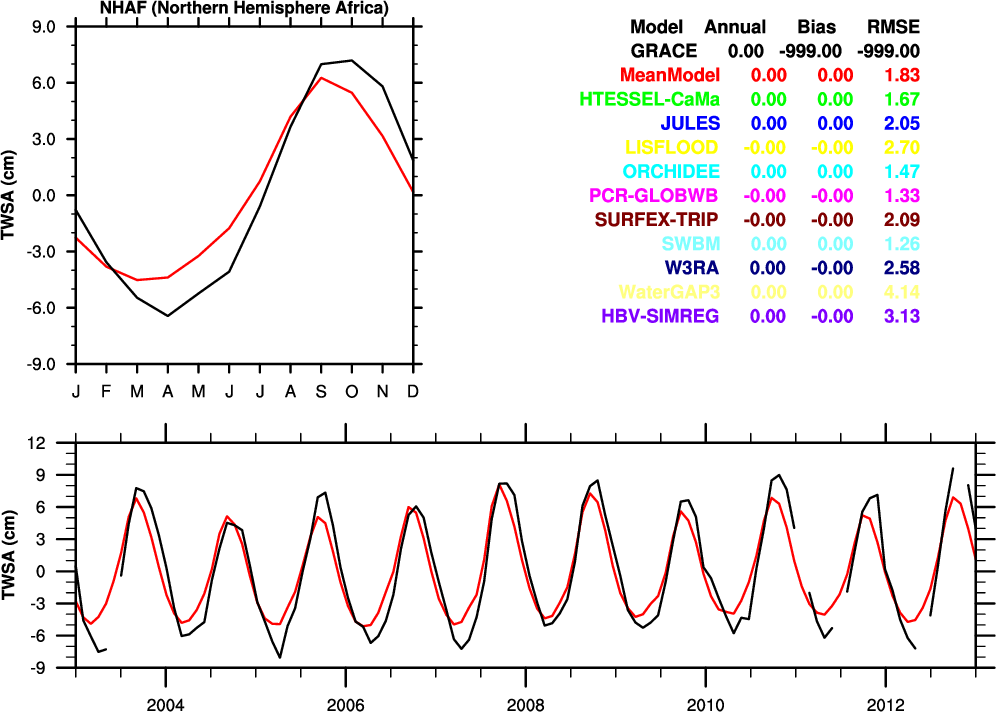 NHAF (Northern Hemisphere Africa)
TWSA (cm)
9.0
6.0
3.0
0.0
-3.0
-6.0
-9.0
J F M A M J J A S O N D
Model Annual Bias RMSE
GRACE 0.00 -999.00 -999.00
MeanModel 0.00 0.00 1.83
HTESSEL-CaMa 0.00 0.00 1.67
JULES 0.00 0.00 2.05
LISFLOOD -0.00 -0.00 2.70
ORCHIDEE 0.00 0.00 1.47
PCR-GLOBWB -0.00 -0.00 1.33
SURFEX-TRIP -0.00 -0.00 2.09
SWBM 0.00 0.00 1.26
W3RA 0.00 -0.00 2.58
WaterGAP3 0.00 0.00 4.14
HBV-SIMREG 0.00 -0.00 3.13
TWSA (cm)
12
9
6
3
0
-3
-6
-9
2004 2006 2008 2010 2012